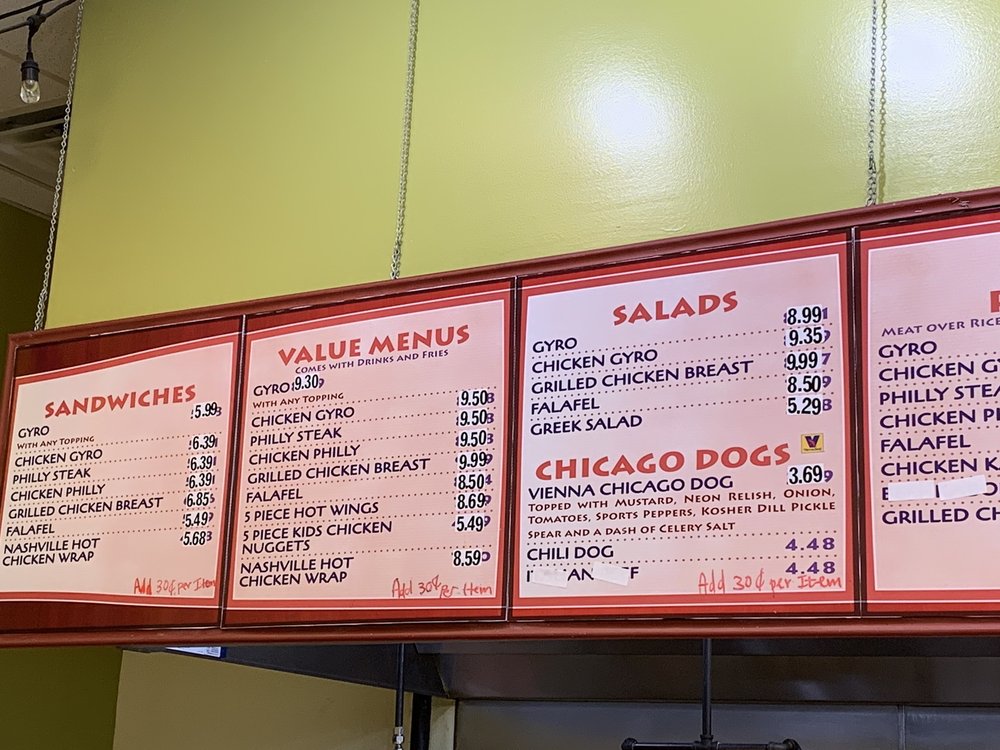 SANDWICHES
GYRO 5.99
WITH ANY TOPPING
CHICKEN GYRO 6.39
PHILLY STEAK 6.39
CHICKEN PHILLY 6.39
GRILLED CHICKEN BREAST 6.85
FALAFEL 5.49
NASHVILLE HOT 5.68
CHICKEN WRAP
Add 30¢ per Item
VALUE MENUS
COMES WITH DRINKS AND FRIES
GYRO 9.30
WITH ANY TOPPING
CHICKEN GYRO 9.50
PHILLY STEAK 9.50
CHICKEN PHILLY 9.50
GRILLED CHICKEN BREAST 9.99
FALAFEL 8.50
5 PIECE HOT WINGS 8.69
5 PIECE KIDS CHICKEN 5.49
NUGGETS
NASHVILLE HOT 8.59
CHICKEN WRAP
Add 30¢ Per Item
SALADS
GYRO 8.99
CHICKEN GYRO 9.35
GRILLED CHICKEN BREAST 9.99
FALAFEL 8.50
GREEK SALAD 5.29
CHICAGO DOGS
VIENNA CHICAGO DOG 3.69
TOPPED WITH MUSTARD, NEON RELISH, ONION,
TOMATOES, SPORTS PEPPERS, KOSHER DILL PICKLE
SPEAR AND A DASH OF CELERY SALT
CHILI DOG 4.48
4.48
Add 30¢ per Item
MEAT OVER RICE
GYRO
CHICKEN G
PHILLY STEA
CHICKEN PH
FALAFEL
CHICKEN K
GRILLED CH